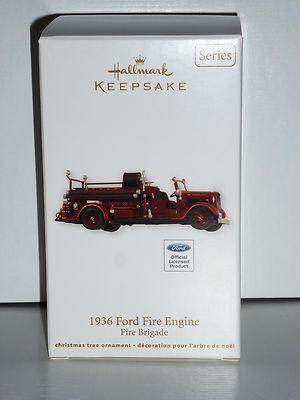 Hallmark
KEEPSAKE
Series
Ford
Official
Licensed
Product
1936 Ford Fire Engine
Fire Brigade
christmas tree ornament • décoration pour l'arbre de noël